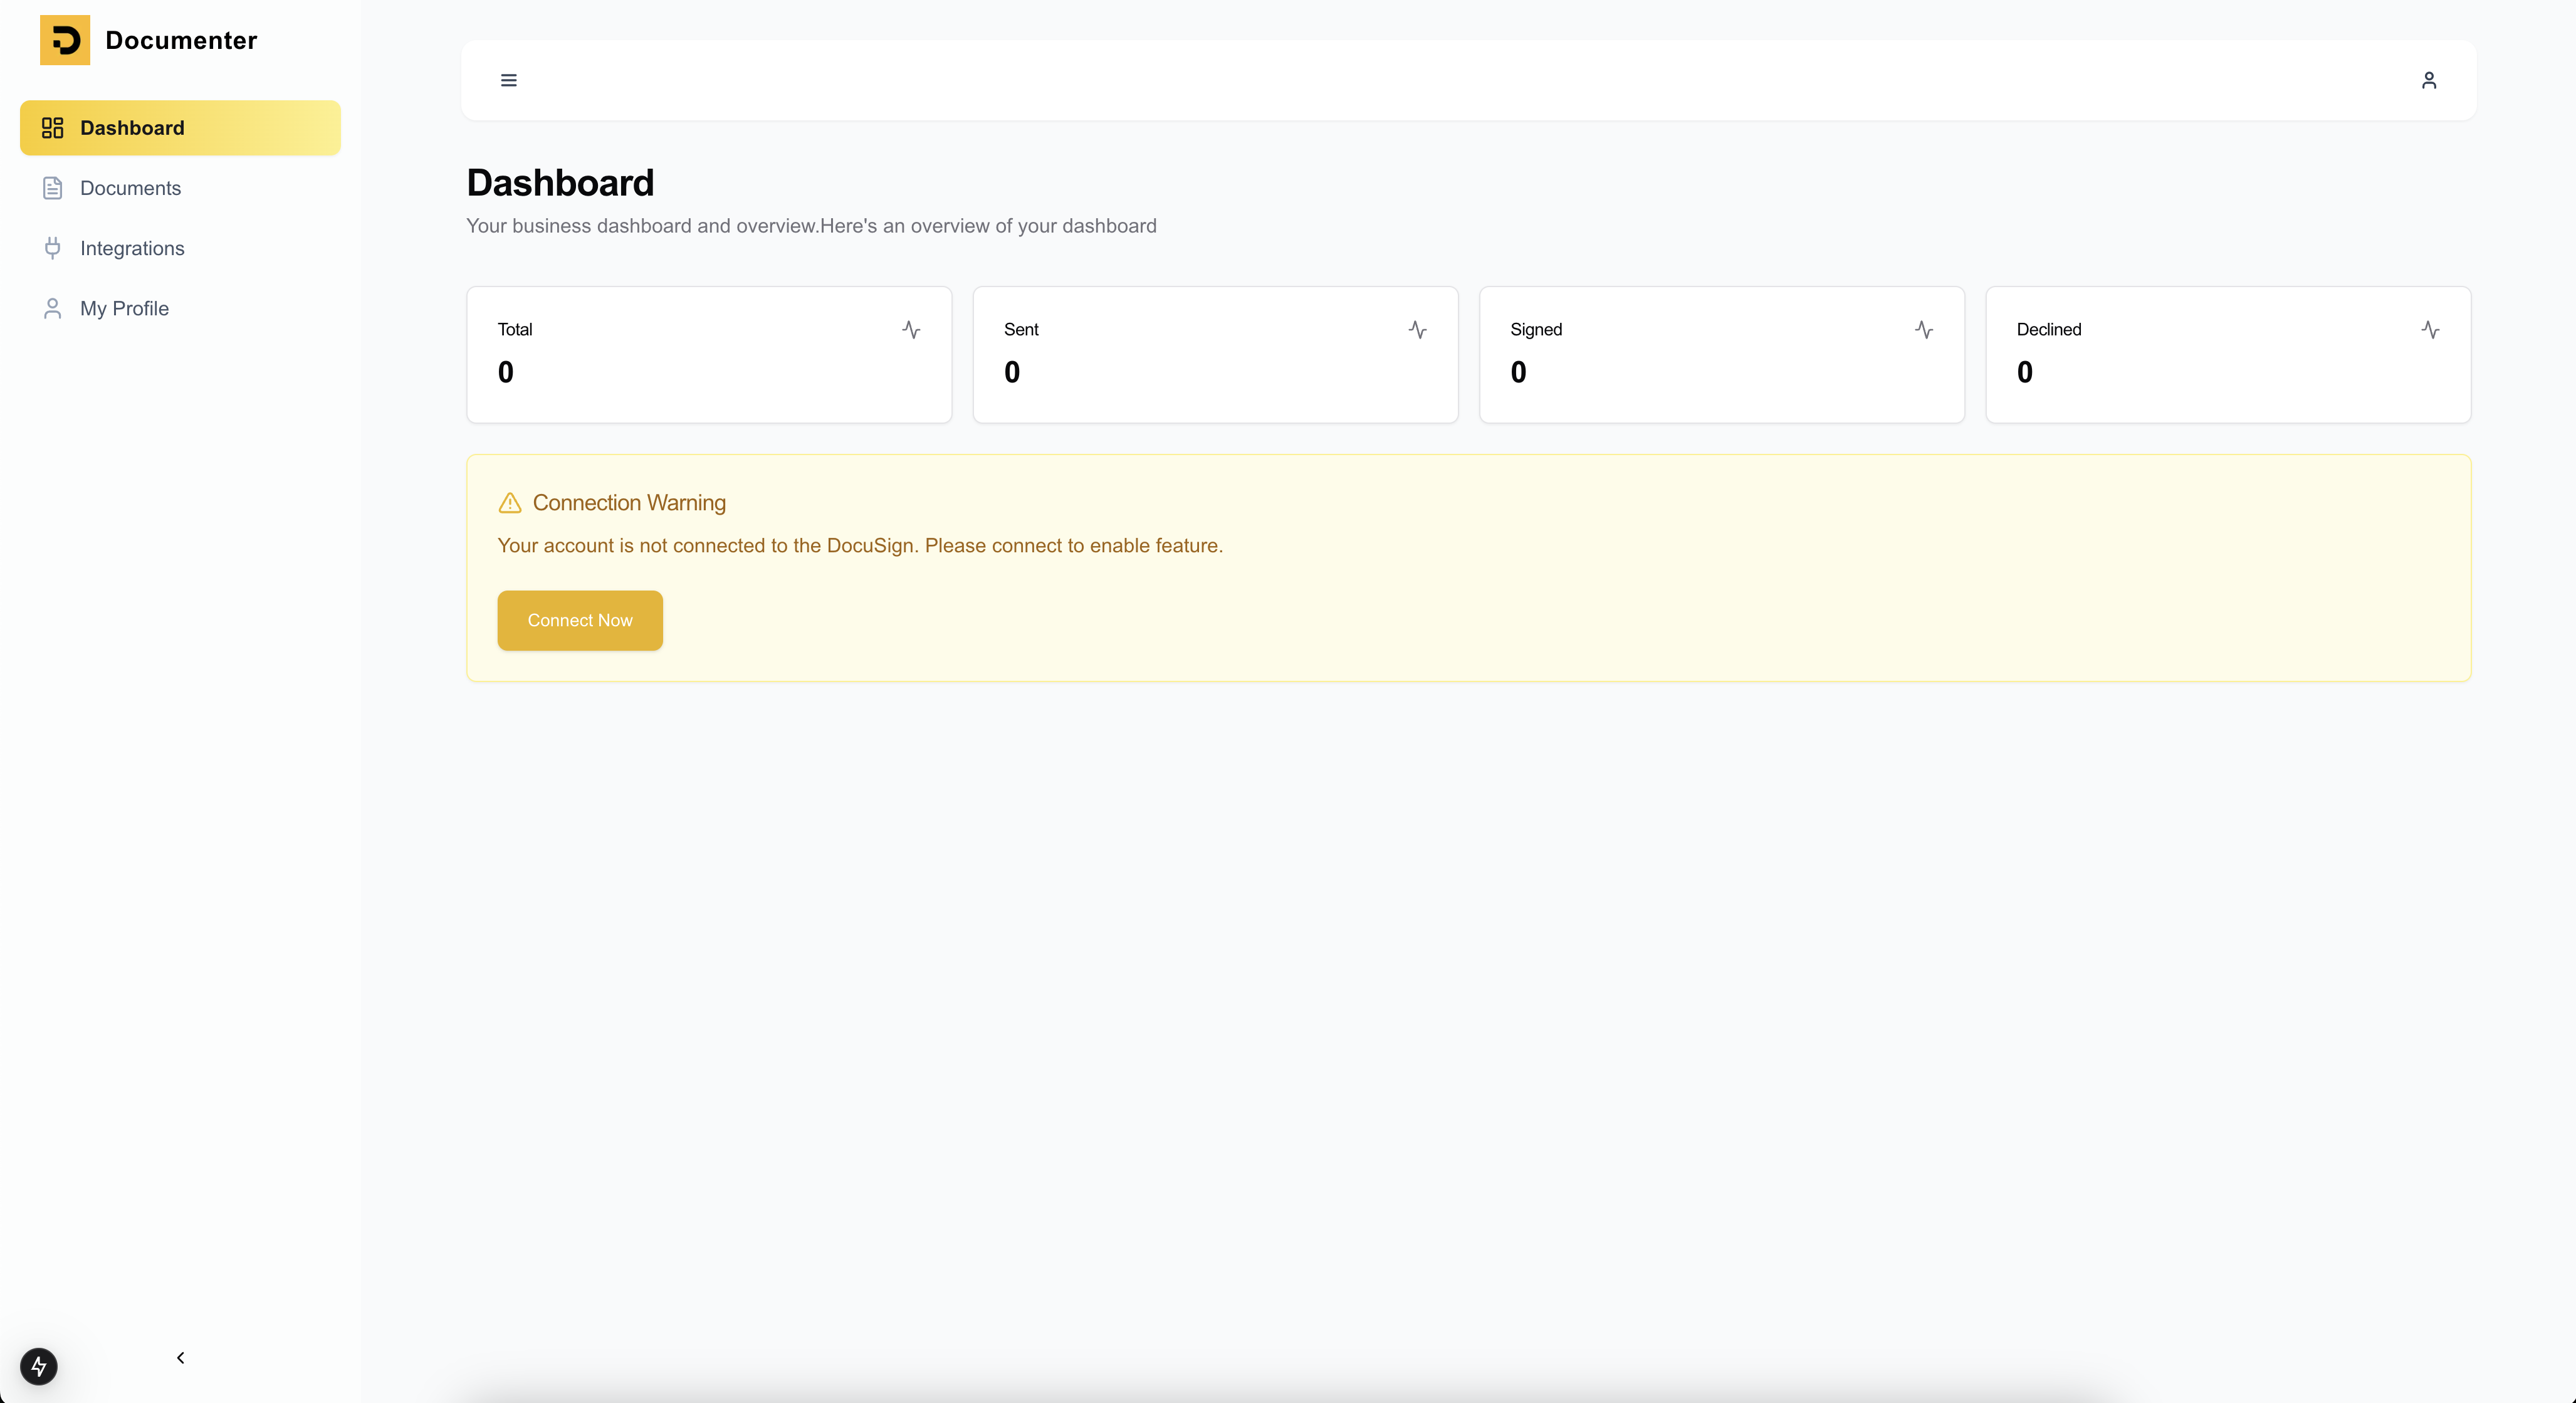 Documenter
Dashboard
Documents
Integrations
My Profile
Dashboard
Your business dashboard and overview.Here's an overview of your dashboard
Total
0
Sent
0
Signed
0
Declined
0
Connection Warning
Your account is not connected to the DocuSign. Please connect to enable feature.
Connect Now